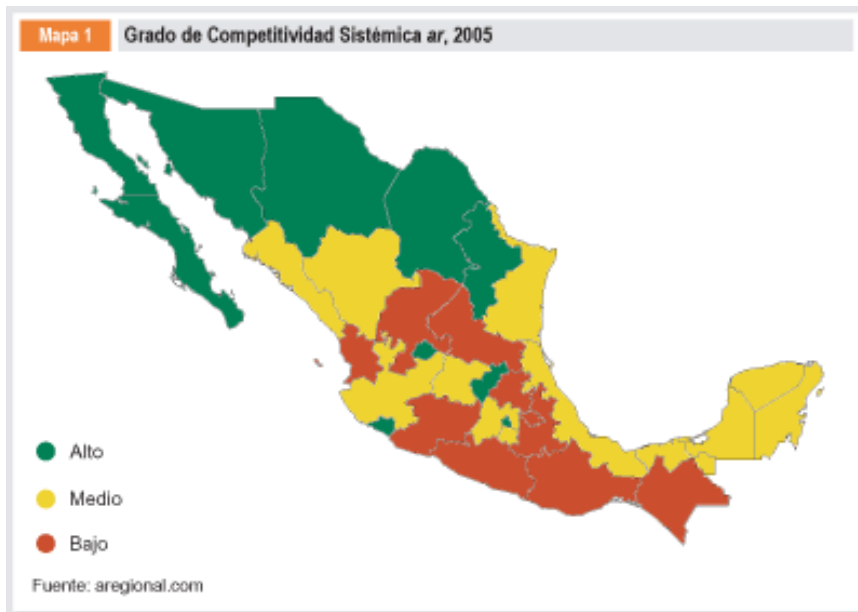 Mapa 1
Grado de Competitividad Sistémica ar, 2005
Alto
Medio
Bajo
Fuente: aregional.com